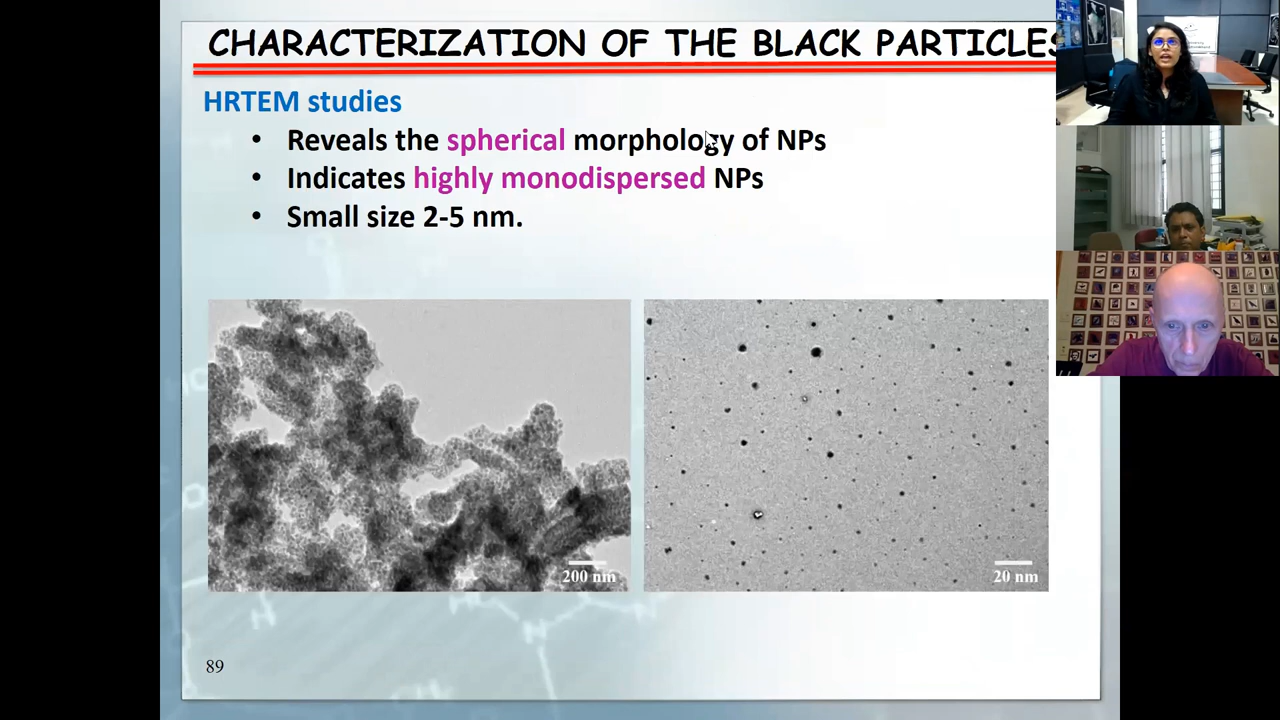 CHARACTERIZATION OF THE BLACK PARTICLES
HRTEM studies
• Reveals the spherical morphology of NPs
• Indicates highly monodispersed NPs
• Small size 2-5 nm.
200 nm
20 nm
89